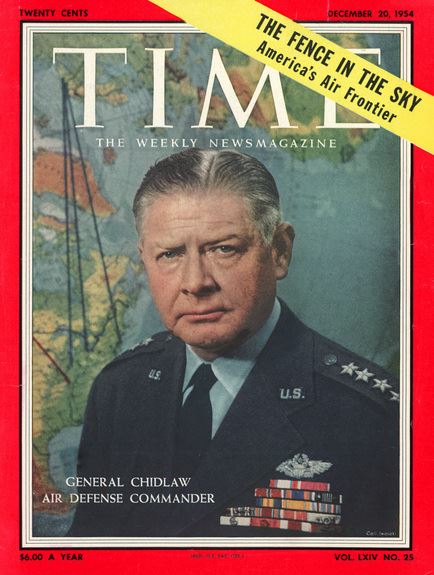 TWENTY CENTS
DECEMBER 20, 1954
THE FENCE IN THE SKY
America's Air Frontier
TIME
THE WEEKLY NEWSMAGAZINE
U.S.
U.S.
GENERAL CHIDLAW
AIR DEFENSE COMMANDER
$6.00 A YEAR
VOL. LXIV NO. 25